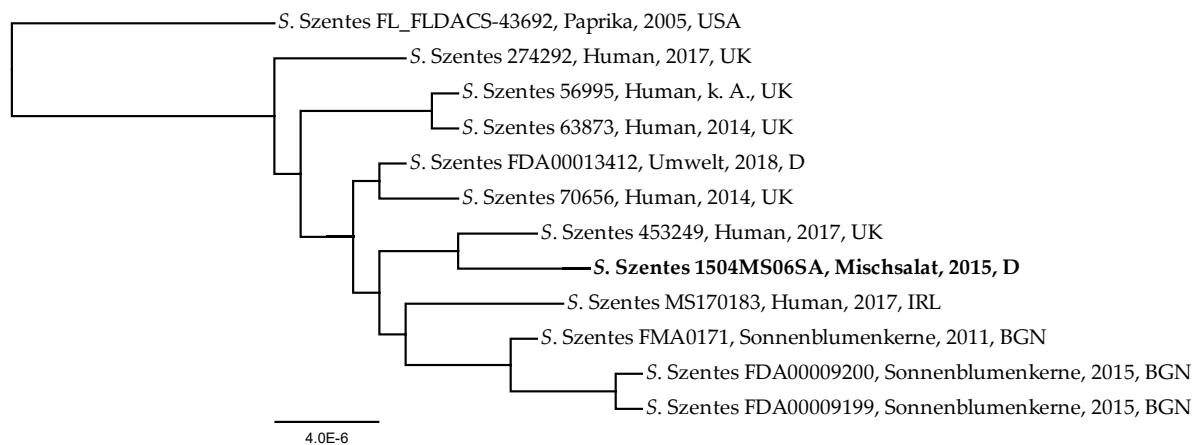 S. Szentes FL_FLDACS-43692, Paprika, 2005, USA
S. Szentes 274292, Human, 2017, UK
S. Szentes 56995, Human, k. A., UK
S. Szentes 63873, Human, 2014, UK
S. Szentes FDA00013412, Umwelt, 2018, D
S. Szentes 70656, Human, 2014, UK
S. Szentes 453249, Human, 2017, UK
S. Szentes 1504MS06SA, Mischsalat, 2015, D
S. Szentes MS170183, Human, 2017, IRL
S. Szentes FMA0171, Sonnenblumenkerne, 2011, BGN
S. Szentes FDA00009200, Sonnenblumenkerne, 2015, BGN
S. Szentes FDA00009199, Sonnenblumenkerne, 2015, BGN
4.0E-6